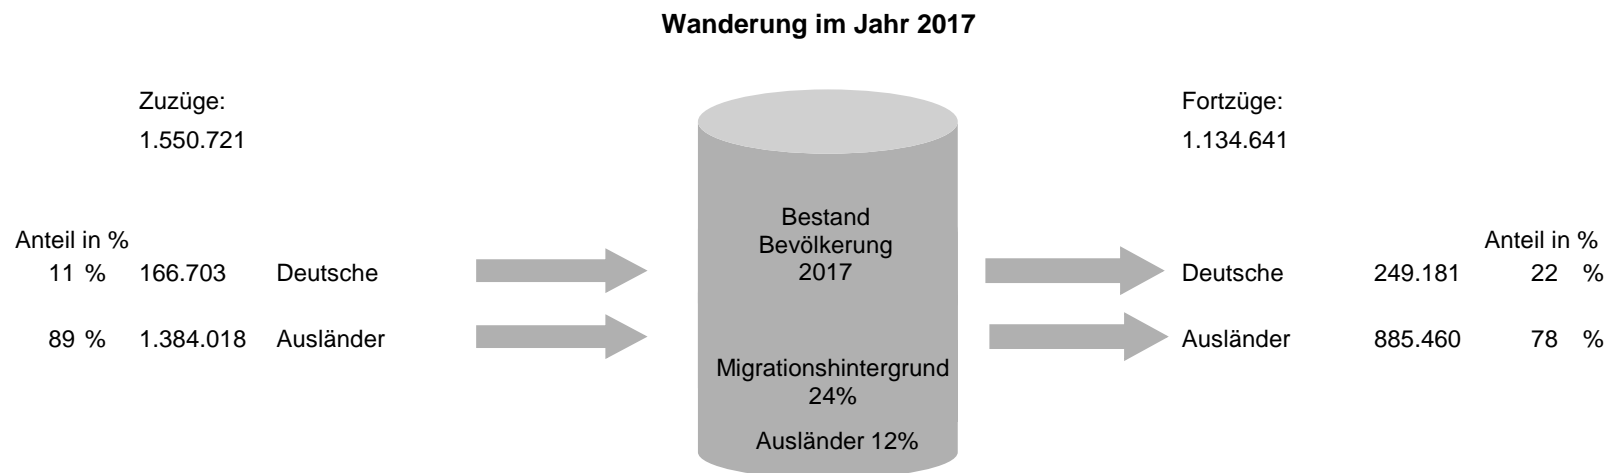 Wanderung im Jahr 2017
Zuzüge:
1.550.721
Anteil in %
11 % 166.703 Deutsche
89 % 1.384.018 Ausländer
Bestand
Bevölkerung
2017
Migrationshintergrund
24%
Ausländer 12%
Fortzüge:
1.134.641
Anteil in %
Deutsche 249.181 22 %
Ausländer 885.460 78 %